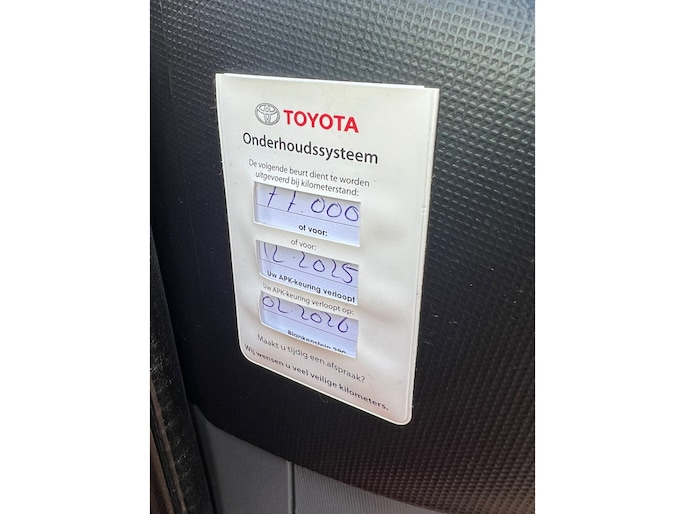 TOYOTA
Onderhoudssysteem
De volgende beurt dient te worden
uitgevoerd bij kilometerstand:
77.000
of voor:
of voor:
12.2025
Uw APK-keuring verloopt
Uw APK-keuring verloopt op:
02 2026
Blankenstein
Maakt u tijdig een afspraak?
Wij wensen u veel veilige kilometers.